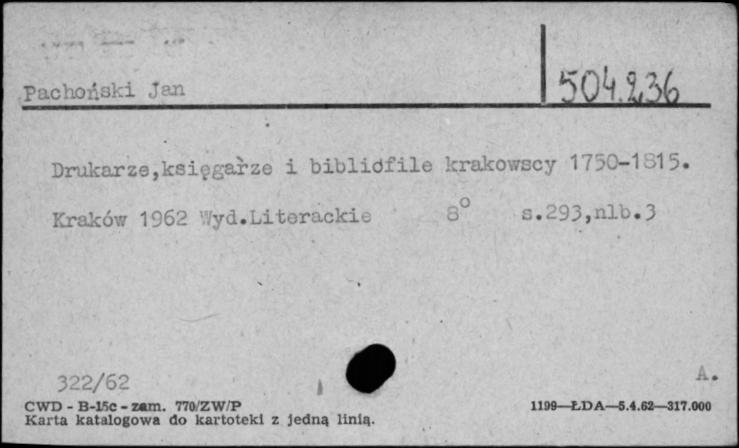 Pachoński Jan
504.236
Drukarze,księgarze i bibliofile krakowscy 1750-1815.
Kraków 1962 Wyd.Literackie 8° s.293,nlb.3
322/62
A.
CWD - B-15c - zam. 770/ZW/P
1199—ŁDA—5.4.62—317.000
Karta katalogowa do kartoteki z jedną linią.